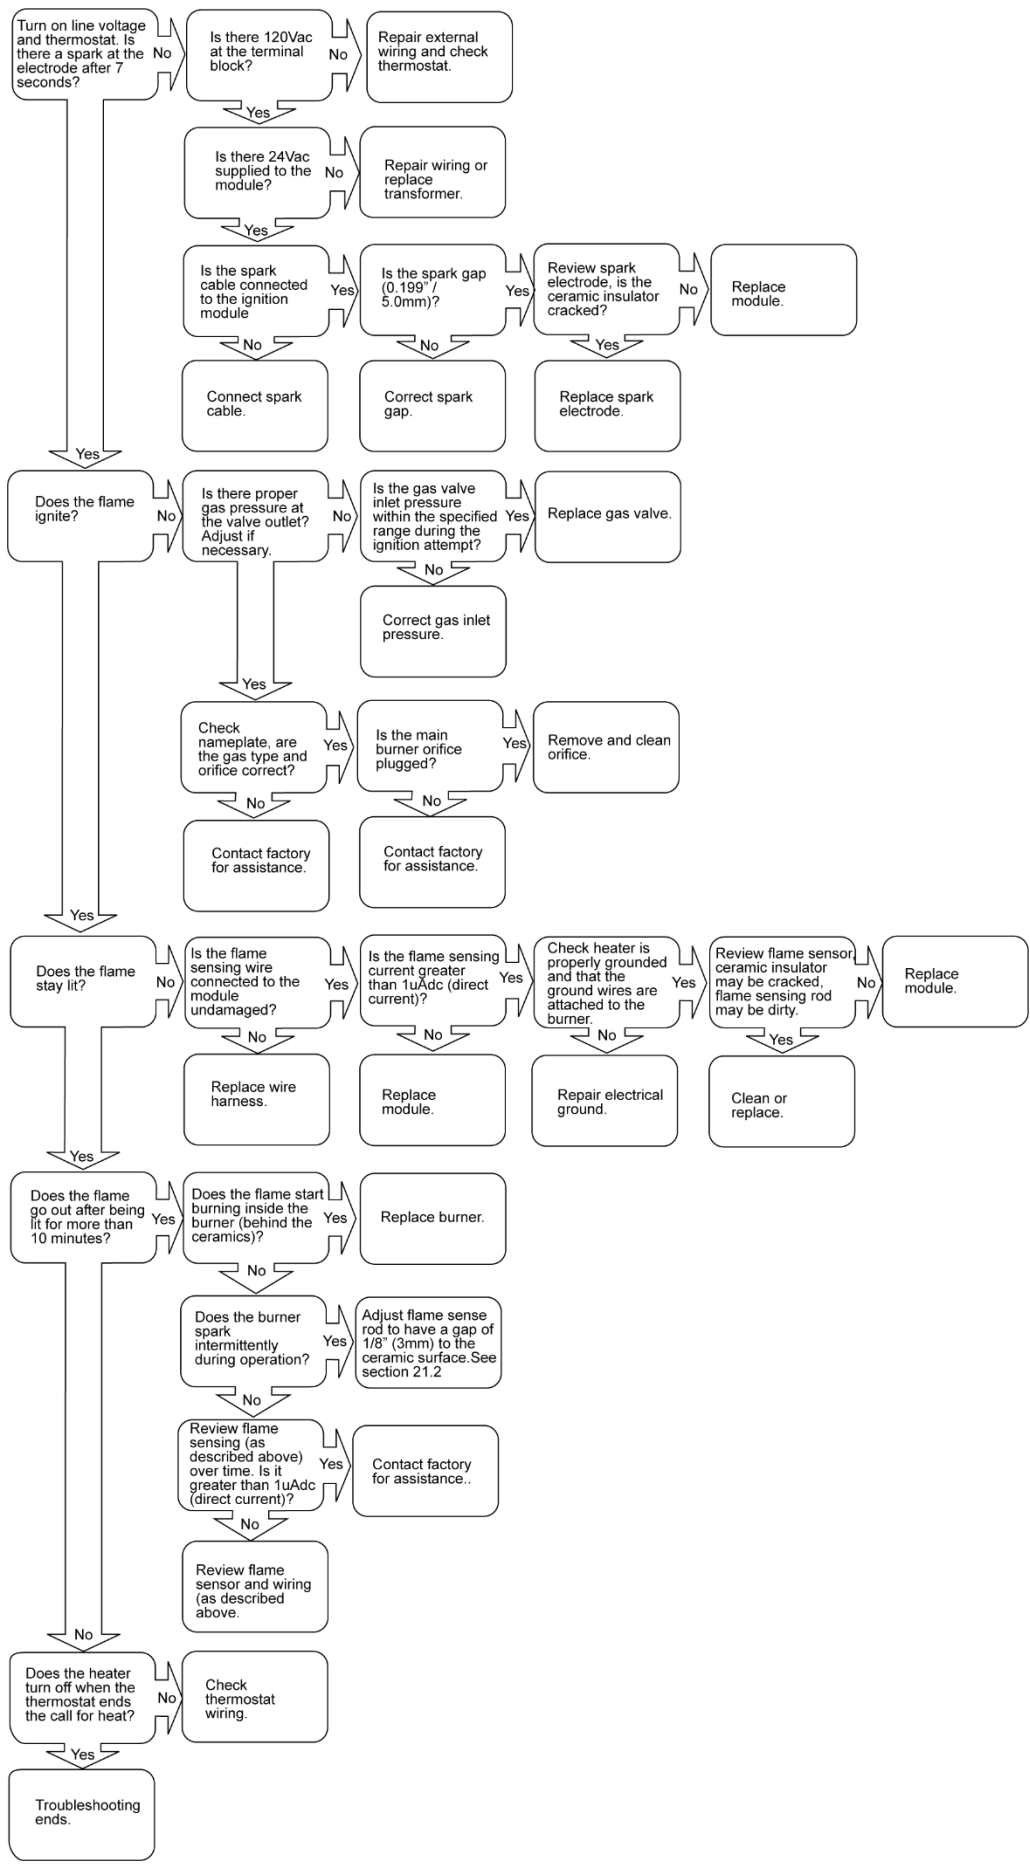 Turn on line voltage
and thermostat. Is
there a spark at the
electrode after 7
seconds?
No
Is there 120Vac
at the terminal
block?
No
Repair external
wiring and check
thermostat.
Yes
Is there 24Vac
supplied to the
module?
No
Repair wiring or
replace
transformer.
Yes
Is the spark
cable connected
to the ignition
module
Yes
Is the spark gap
(0.199” /
5.0mm)?
Yes
Review spark
electrode, is the
ceramic insulator
cracked?
No
Replace
module.
No
No
Yes
Connect spark
cable.
Correct spark
gap.
Replace spark
electrode.
Yes
Does the flame
ignite?
No
Is there proper
gas pressure at
the valve outlet?
Adjust if
necessary.
No
Is the gas valve
inlet pressure
within the specified
range during the
ignition attempt?
Yes
Replace gas valve.
No
Correct gas inlet
pressure.
Yes
Check
nameplate, are
the gas type and
orifice correct?
Yes
Is the main
burner orifice
plugged?
Yes
Remove and clean
orifice.
No
No
Contact factory
for assistance.
Contact factory
for assistance.
Yes
Does the flame
stay lit?
No
Is the flame
sensing wire
connected to the
module
undamaged?
Yes
Is the flame sensing
current greater
than 1uAdc (direct
current)?
Yes
Check heater is
properly grounded
and that the
ground wires are
attached to the
burner.
Yes
Review flame sensor,
ceramic insulator
may be cracked,
flame sensing rod
may be dirty.
No
Replace
module.
No
No
No
Yes
Replace wire
harness.
Replace
module.
Repair electrical
ground.
Clean or
replace.
Yes
Does the flame
go out after being
lit for more than
10 minutes?
Yes
Does the flame start
burning inside the
burner (behind the
ceramics)?
Yes
Replace burner.
No
Does the burner
spark
intermittently
during operation?
Yes
Adjust flame sense
rod to have a gap of
1/8” (3mm) to the
ceramic surface.See
section 21.2
No
Review flame
sensing (as
described above)
over time. Is it
greater than 1uAdc
(direct current)?
Yes
Contact factory
for assistance..
No
Review flame
sensor and wiring
(as described
above.
No
Does the heater
turn off when the
thermostat ends
the call for heat?
No
Check
thermostat
wiring.
Yes
Troubleshooting
ends.